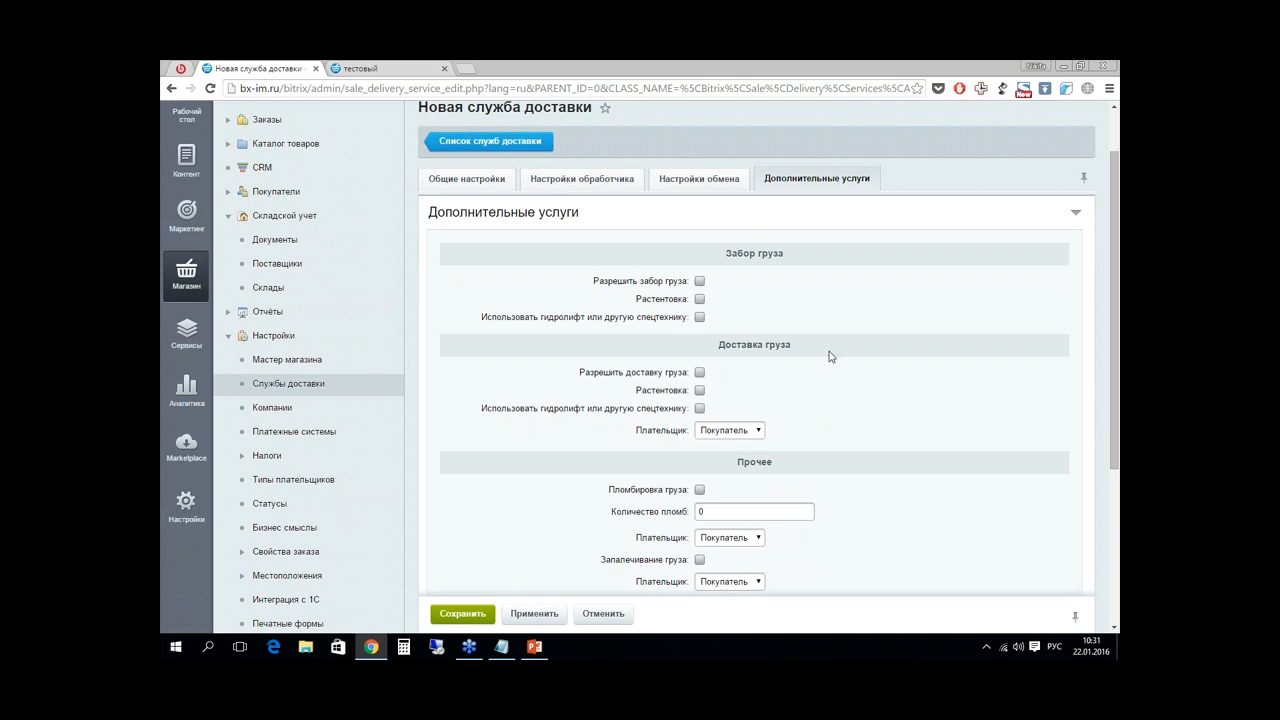 Новая служба доставки -
тестовый
Nikita
bx-im.ru/bitrix/admin/sale_delivery_service_edit.php?lang=ru&PARENT_ID=0&CLASS_NAME=%5CBitrix%5CSale%5CDelivery%5CServices%5CA
New
Рабочий
стол
Контент
Маркетинг
Магазин
Сервисы
Аналитика
Marketplace
Настройки
Заказы
Каталог товаров
CRM
Покупатели
Складской учет
Документы
Поставщики
Склады
Отчёты
Настройки
Мастер магазина
Службы доставки
Компании
Платежные системы
Налоги
Типы плательщиков
Статусы
Бизнес смыслы
Свойства заказа
Местоположения
Интеграция с 1С
Печатные формы
Новая служба доставки
Список служб доставки
Общие настройки
Настройки обработчика
Настройки обмена
Дополнительные услуги
Дополнительные услуги
Забор груза
Разрешить забор груза:
Растентовка:
Использовать гидролифт или другую спецтехнику:
Доставка груза
Разрешить доставку груза:
Растентовка:
Использовать гидролифт или другую спецтехнику:
Плательщик: Покупатель
Прочее
Пломбировка груза:
Количество пломб: 0
Плательщик: Покупатель
Запалечивание груза:
Плательщик: Покупатель
Сохранить
Применить
Отменить
РУС
10:31
22.01.2016